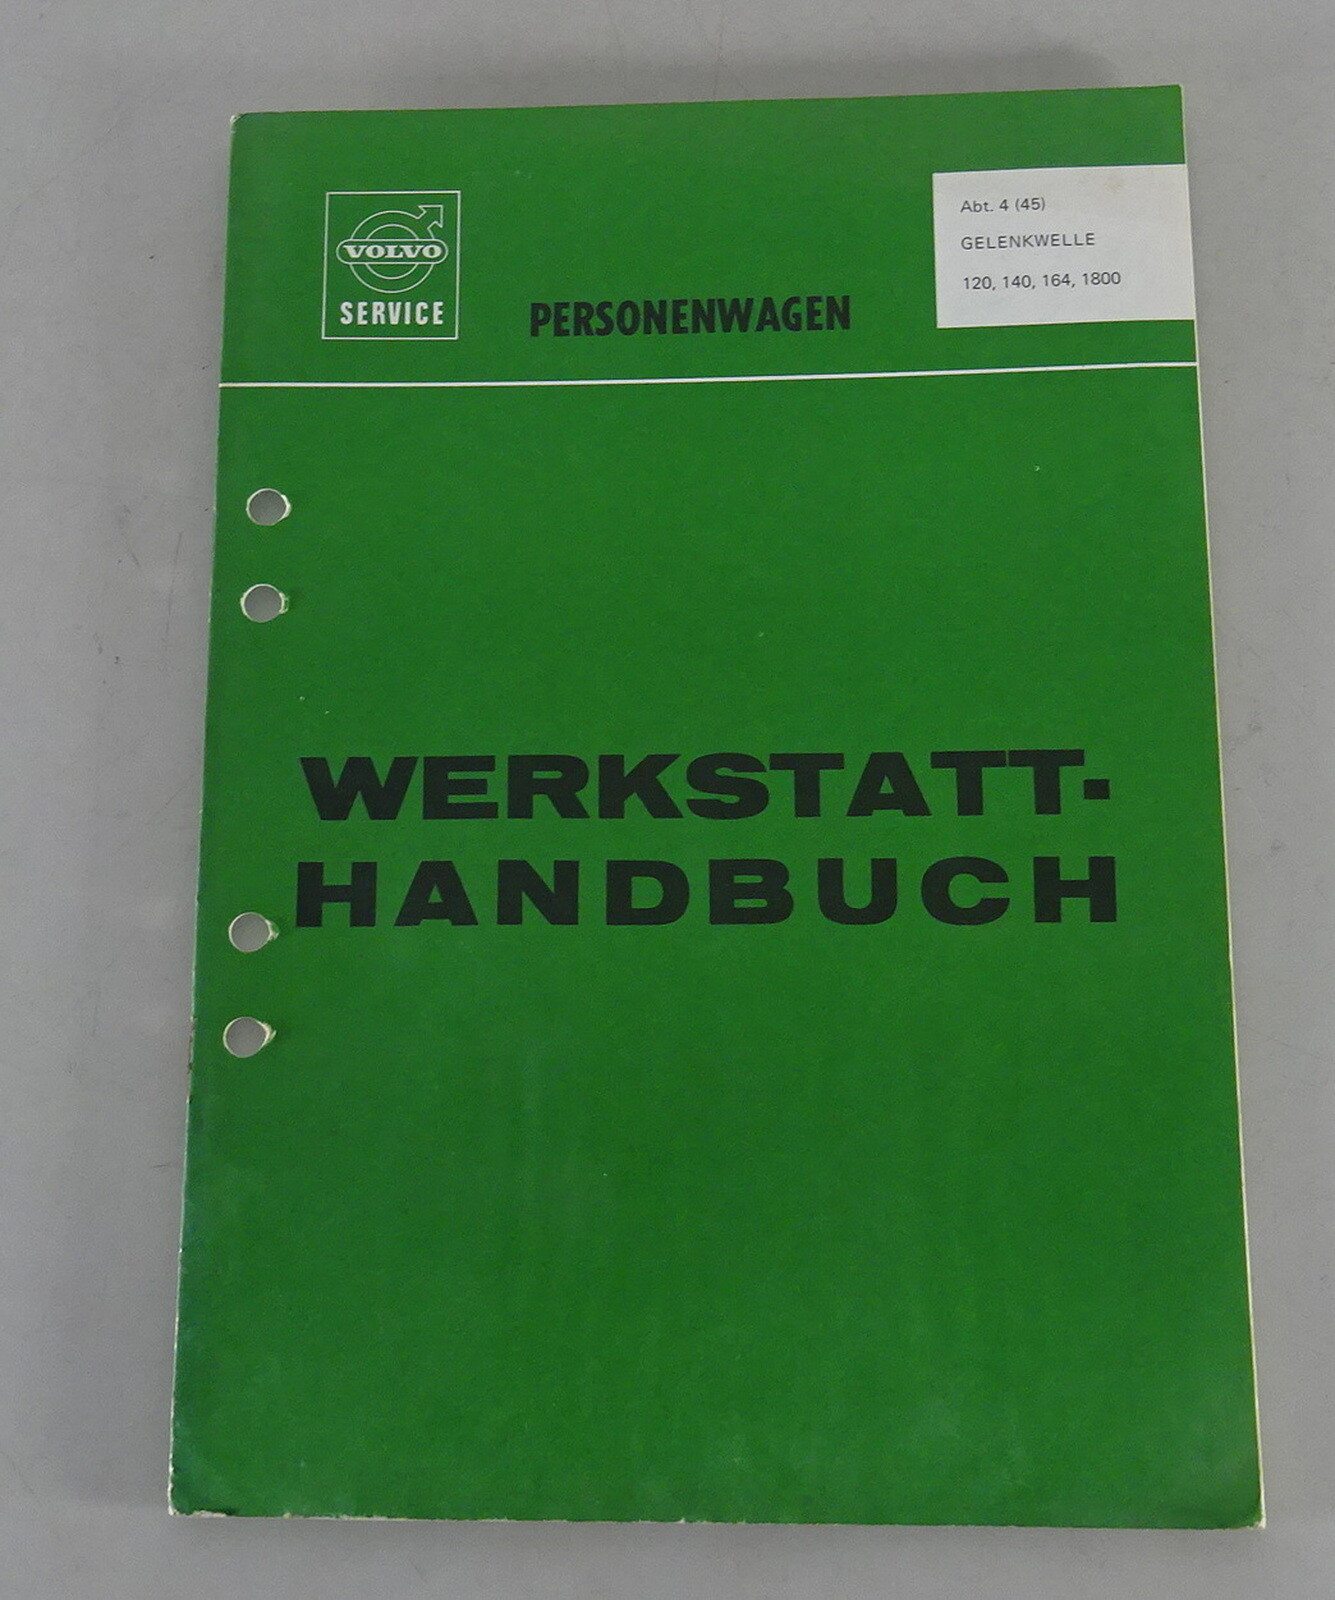 VOLVO
SERVICE
PERSONENWAGEN
Abt. 4 (45)
GELENKWELLE
120, 140, 164, 1800
WERKSTATT-
HANDBUCH